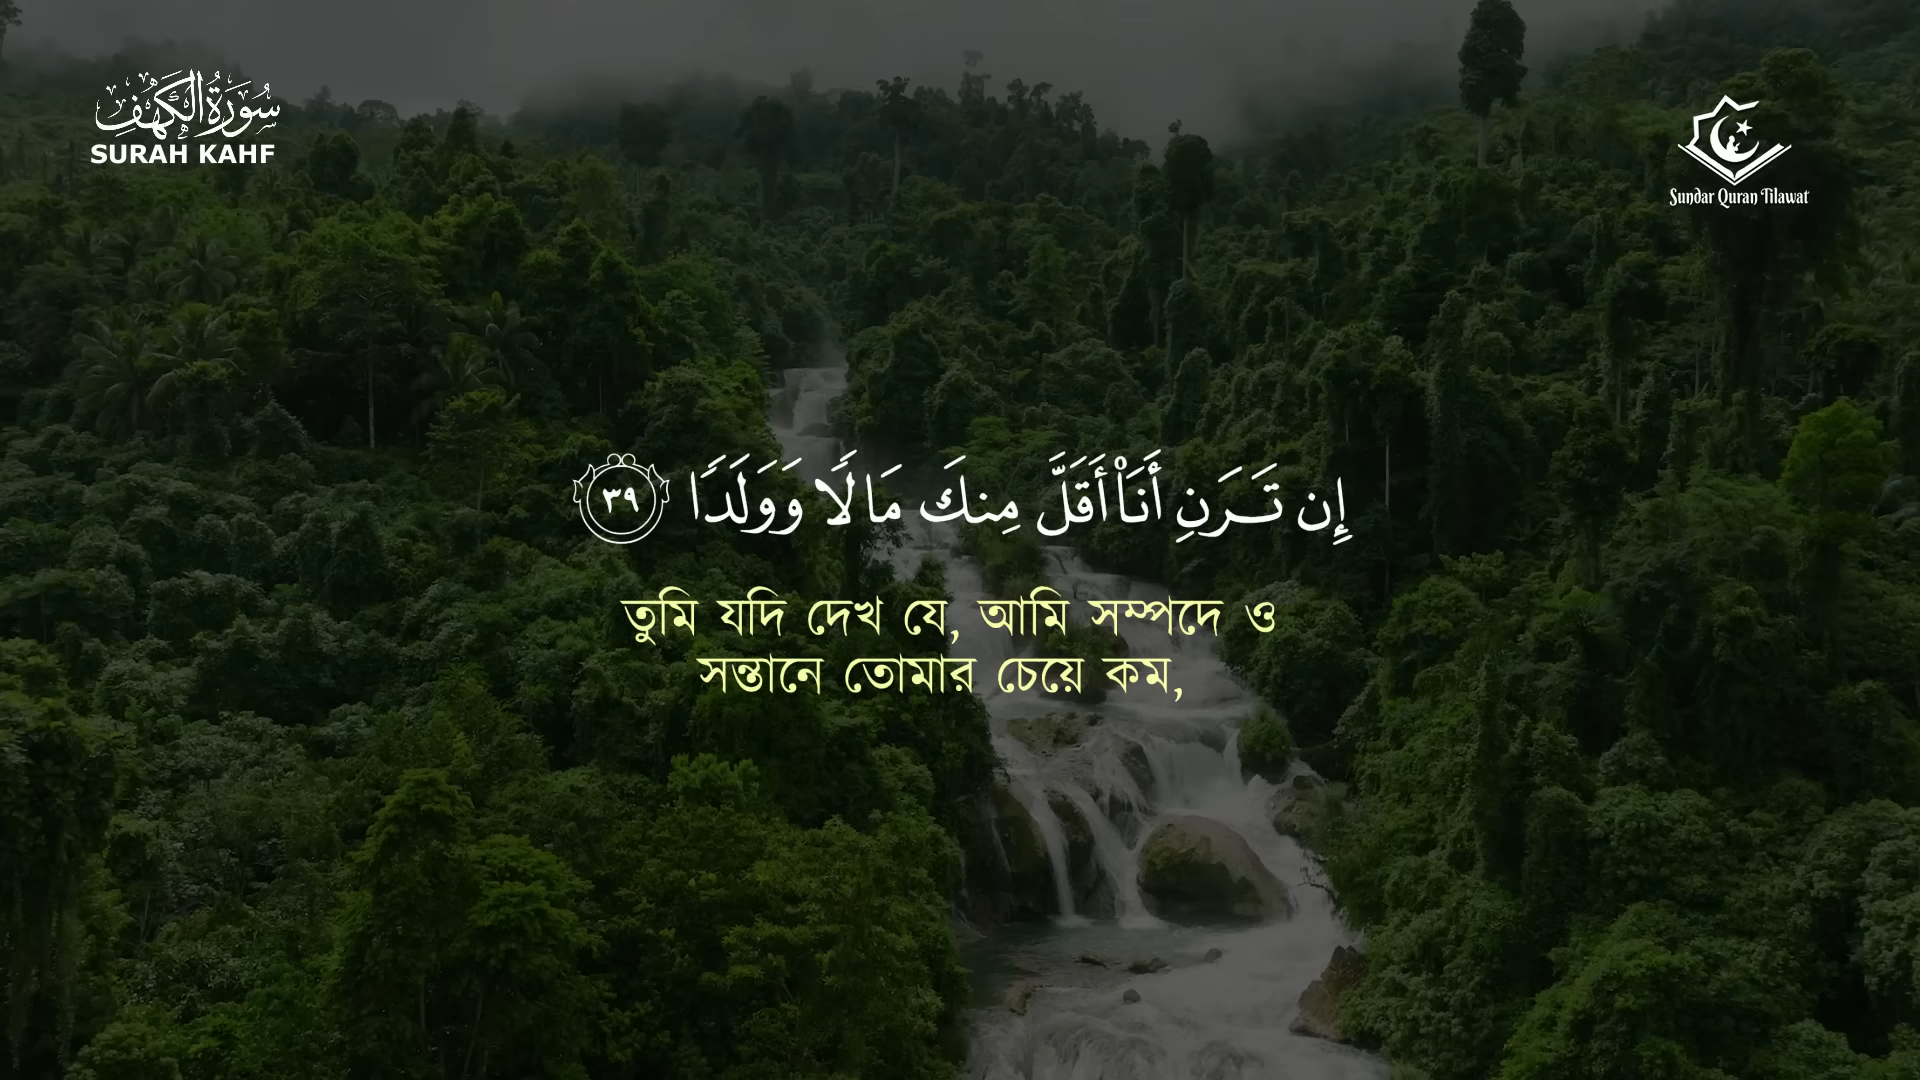 سُورَةُ الْكَهْفِ
SURAH KAHF
Sundar Quran Tilawat
إِن تَرَنِ أَنَا۠ أَقَلَّ مِنكَ مَالًا وَوَلَدًا ٣٩
তুমি যদি দেখ যে, আমি সম্পদে ও
সন্তানে তোমার চেয়ে কম,